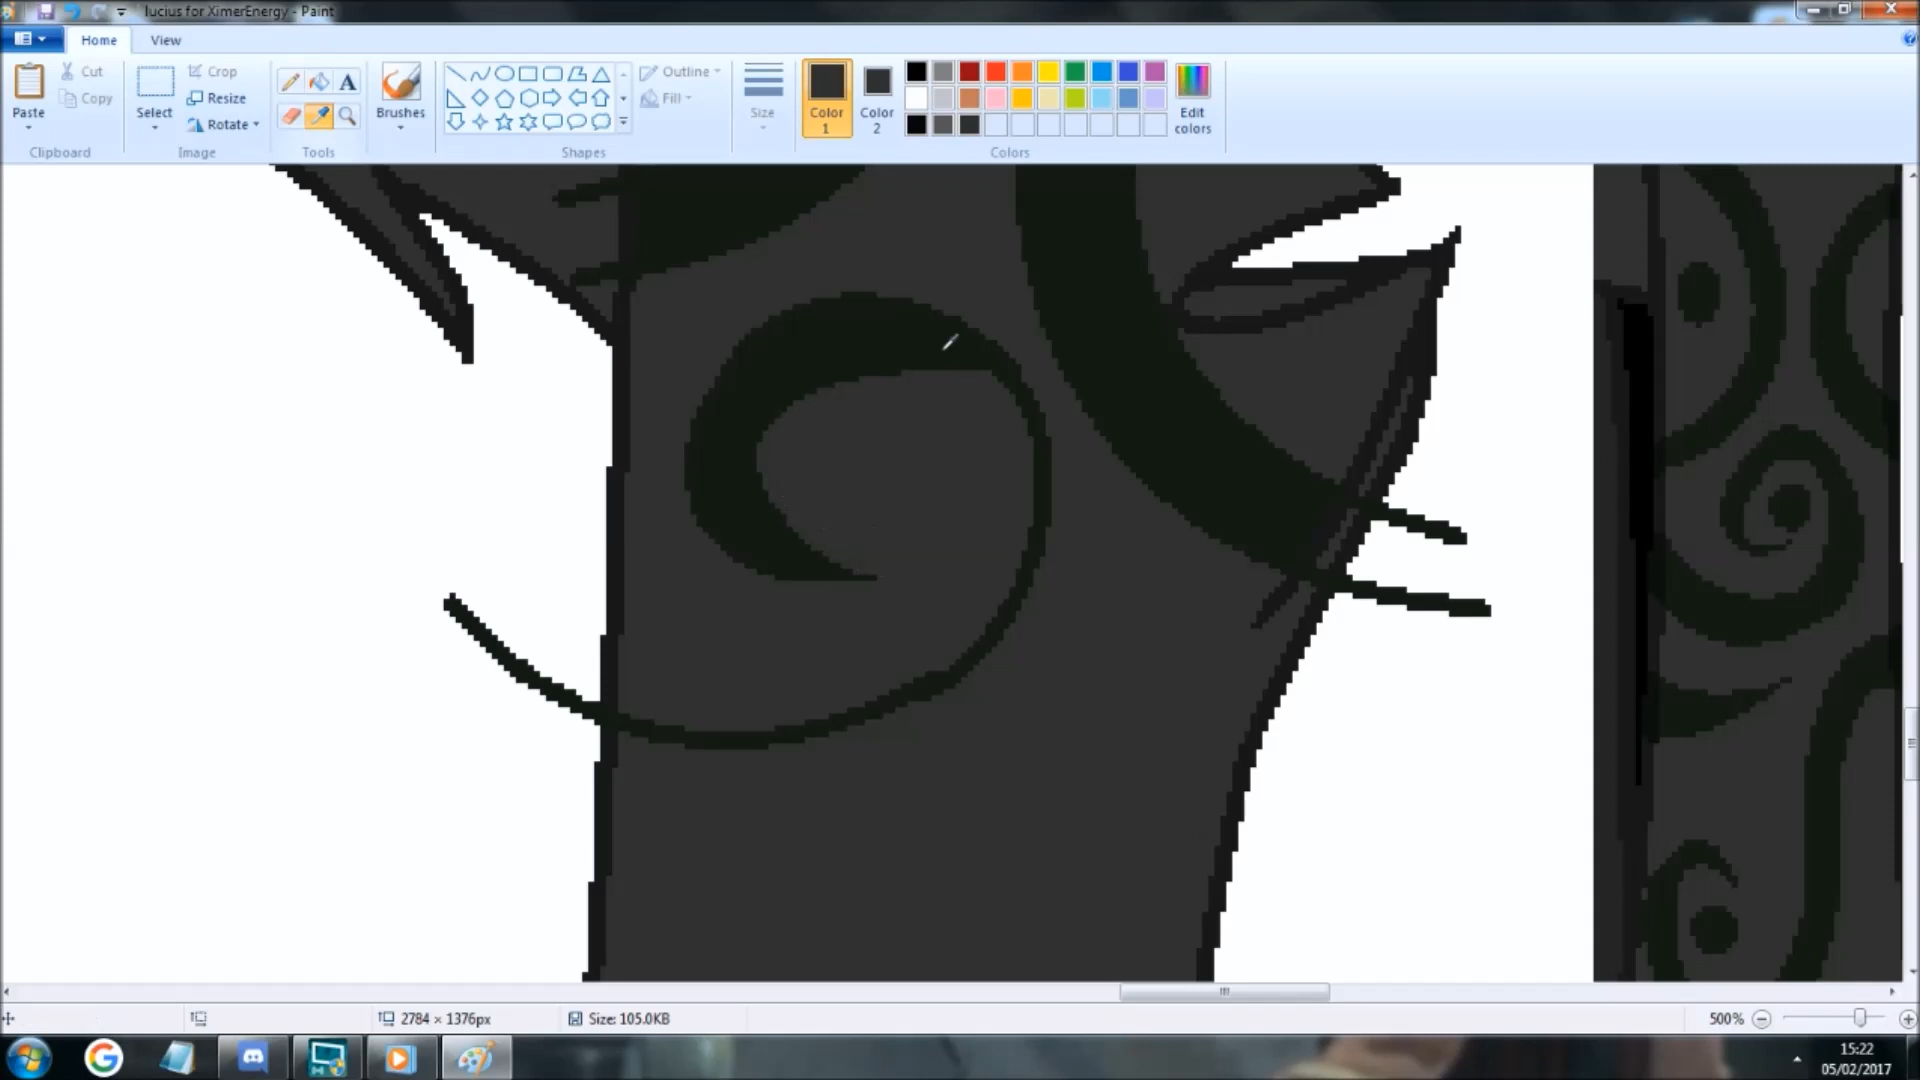 lucius for XimerEnergy - Paint
Home View
Paste
Cut
Copy
Clipboard
Select
Crop
Resize
Rotate
Image
A
Tools
Brushes
Outline
Fill
Shapes
Size
Color 1
Color 2
Edit colors
Colors
2784 × 1376px
Size: 105.0KB
500%
15:22
05/02/2017